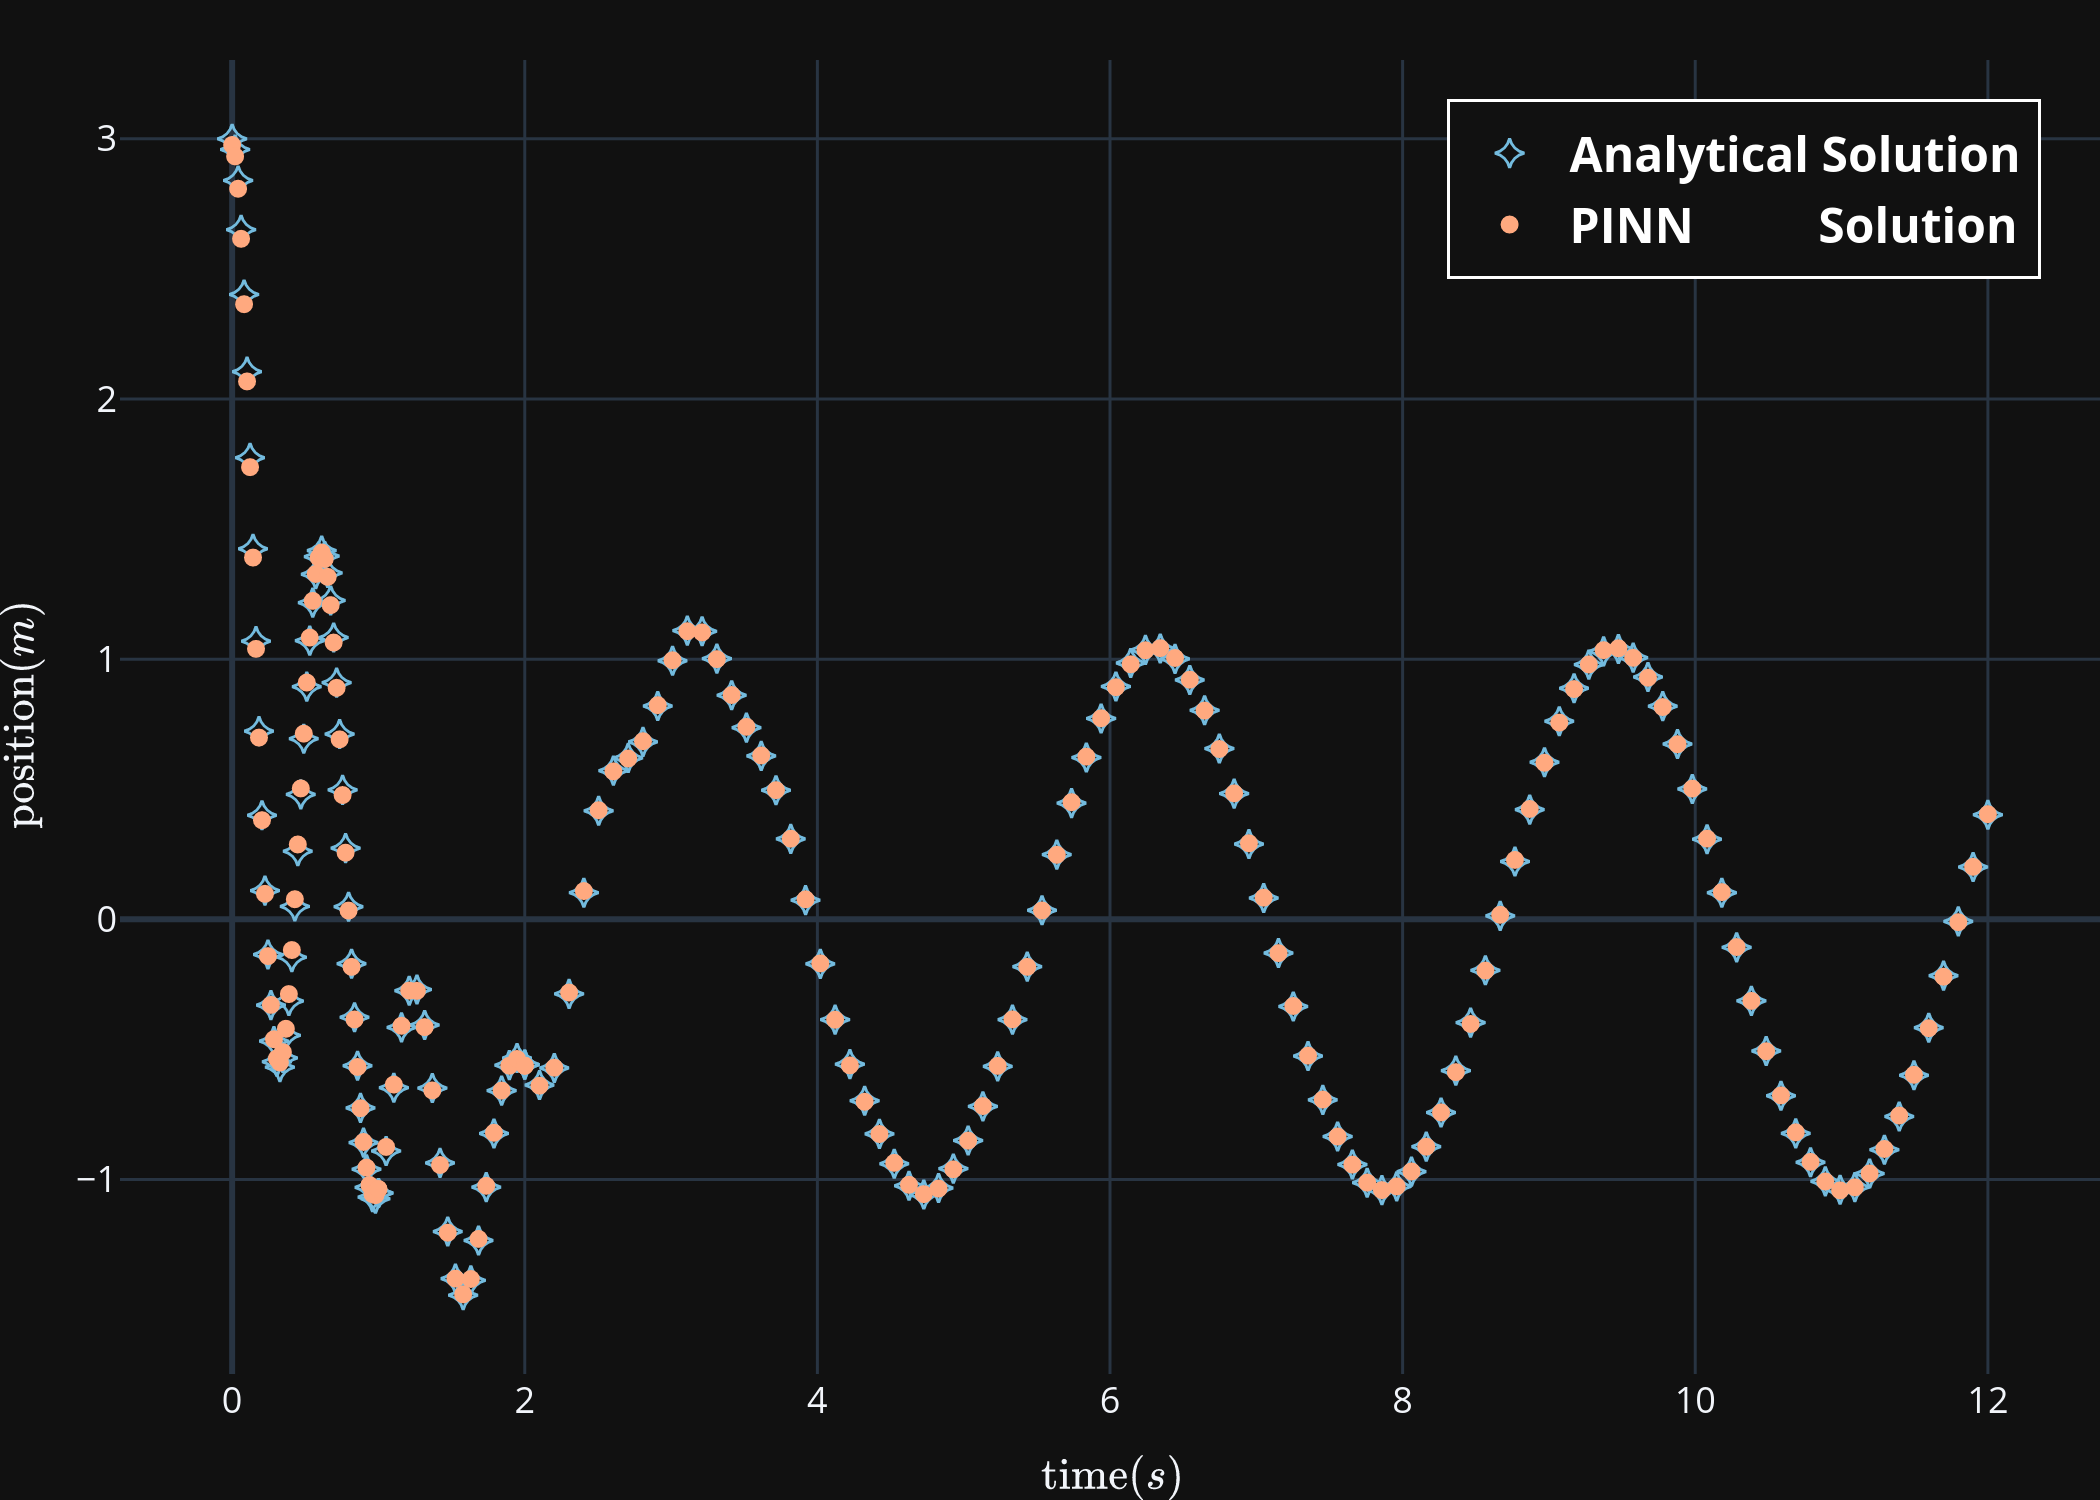 3
2
1
0
−1
0 2 4 6 8 10 12
position(m)
time(s)
Analytical Solution
PINN Solution